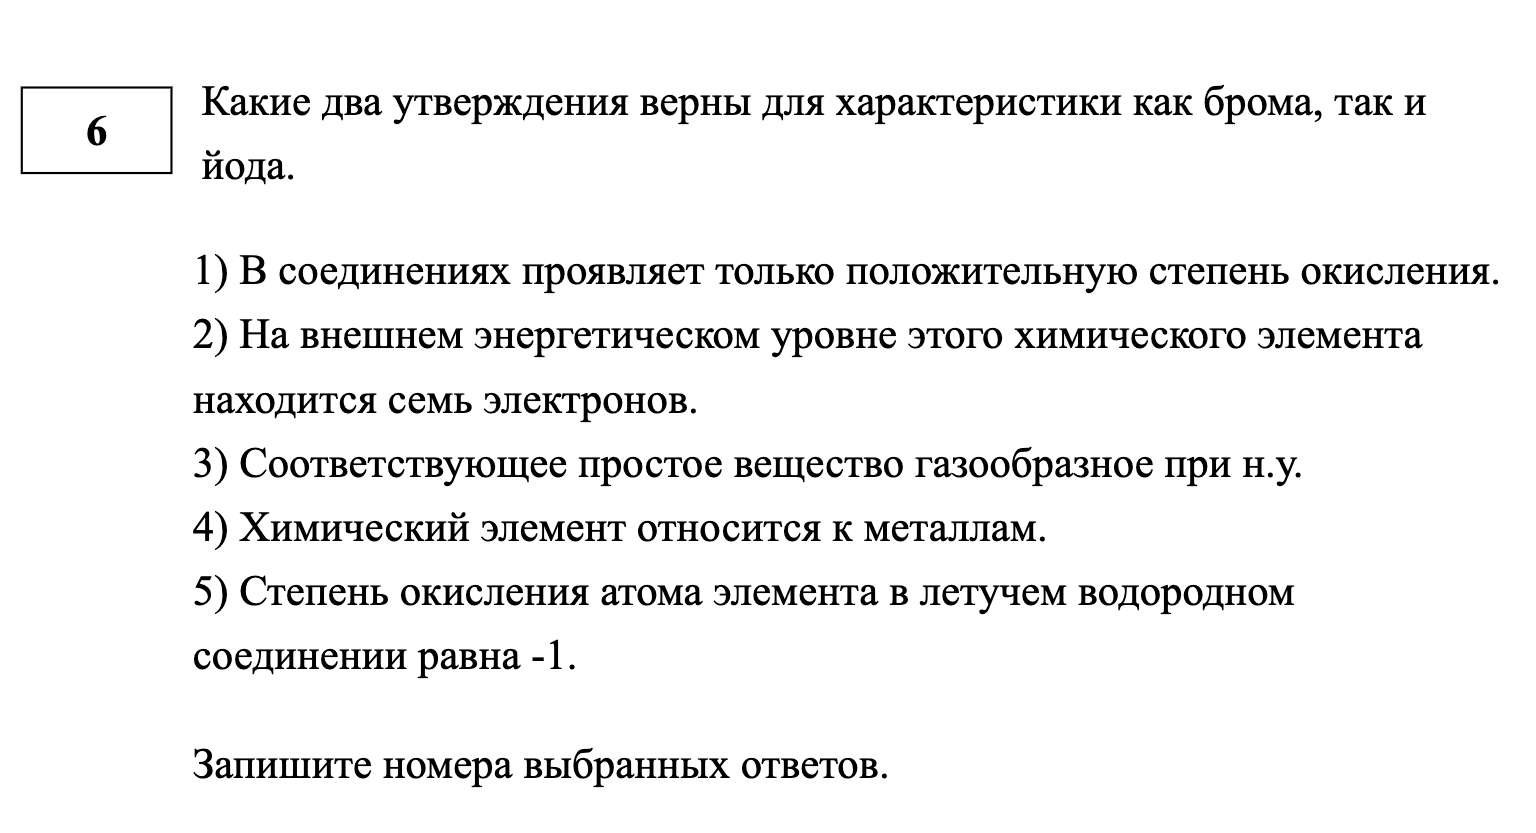 6
Какие два утверждения верны для характеристики как брома, так и
йода.
1) В соединениях проявляет только положительную степень окисления.
2) На внешнем энергетическом уровне этого химического элемента
находится семь электронов.
3) Соответствующее простое вещество газообразное при н.у.
4) Химический элемент относится к металлам.
5) Степень окисления атома элемента в летучем водородном
соединении равна -1.
Запишите номера выбранных ответов.